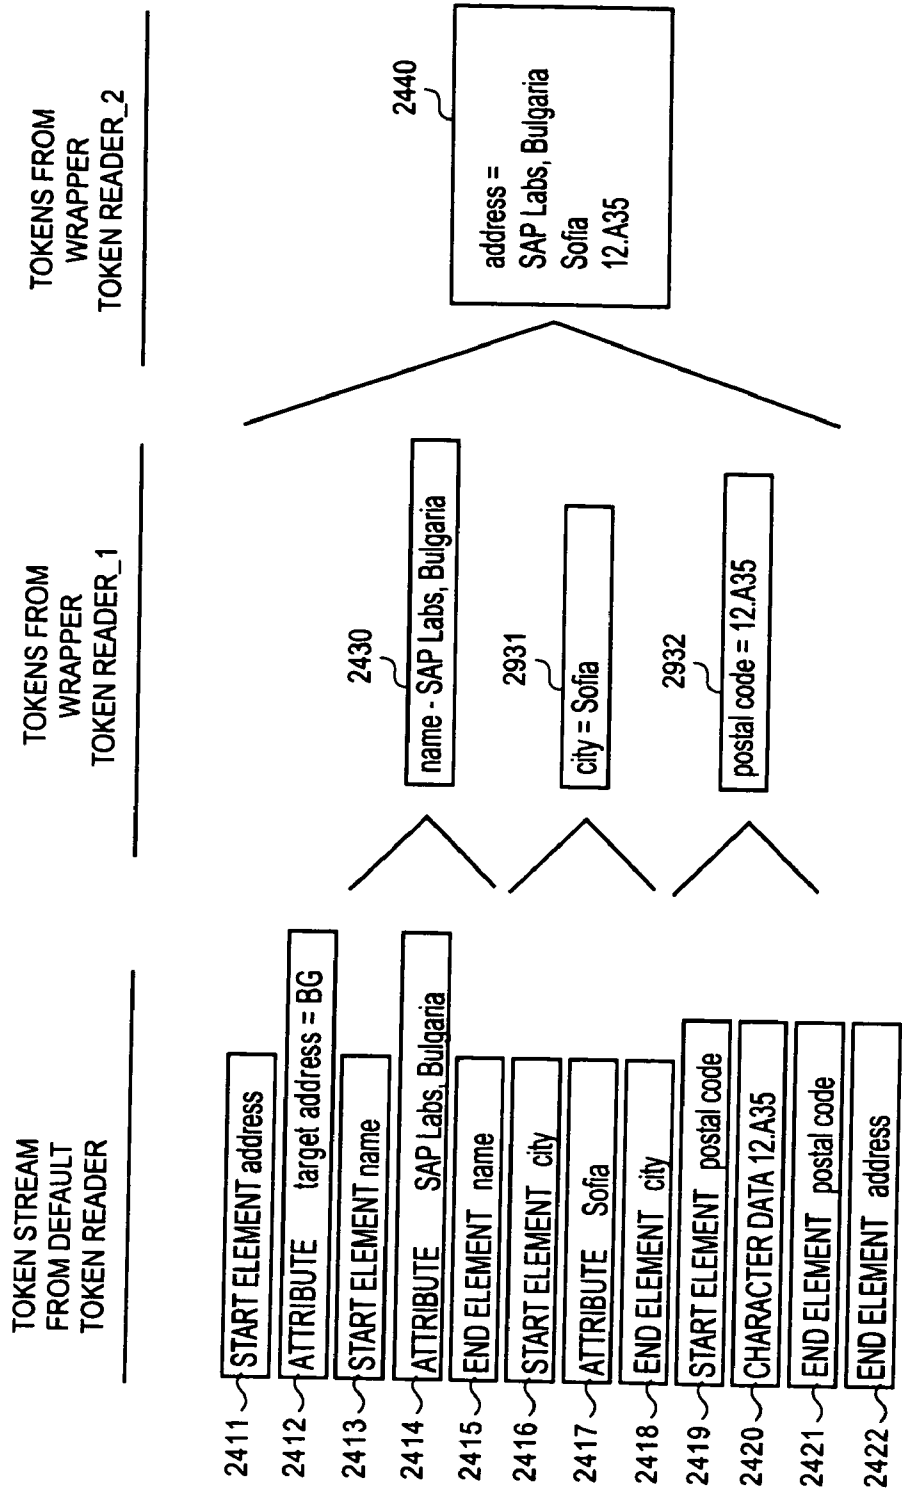 TOKEN STREAM
FROM DEFAULT
TOKEN READER
2411 START ELEMENT address
2412 ATTRIBUTE target address = BG
2413 START ELEMENT name
2414 ATTRIBUTE SAP Labs, Bulgaria
2415 END ELEMENT name
2416 START ELEMENT city
2417 ATTRIBUTE Sofia
2418 END ELEMENT city
2419 START ELEMENT postal code
2420 CHARACTER DATA 12.A35
2421 END ELEMENT postal code
2422 END ELEMENT address
TOKENS FROM
WRAPPER
TOKEN READER_1
2430
name - SAP Labs, Bulgaria
2931
city = Sofia
2932
postal code = 12.A35
TOKENS FROM
WRAPPER
TOKEN READER_2
2440
address =
SAP Labs, Bulgaria
Sofia
12.A35